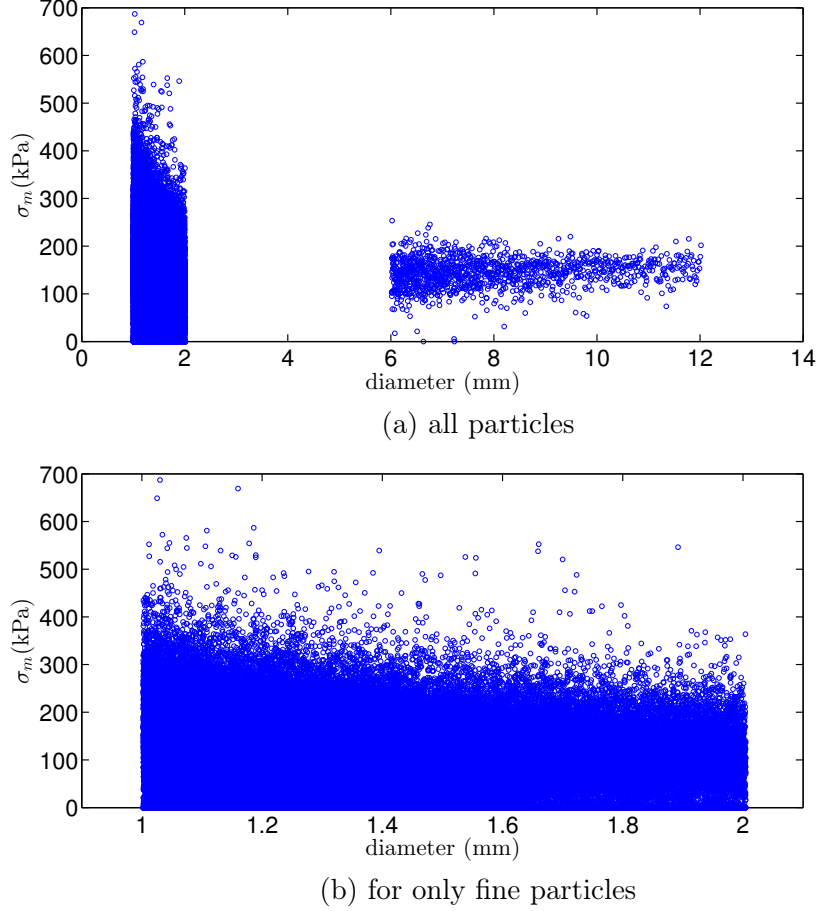 700
600
500
400
300
200
100
0
σm(kPa)
0 2 4 6 8 10 12 14
diameter (mm)
(a) all particles
700
600
500
400
300
200
100
0
σm(kPa)
1 1.2 1.4 1.6 1.8 2
diameter (mm)
(b) for only fine particles